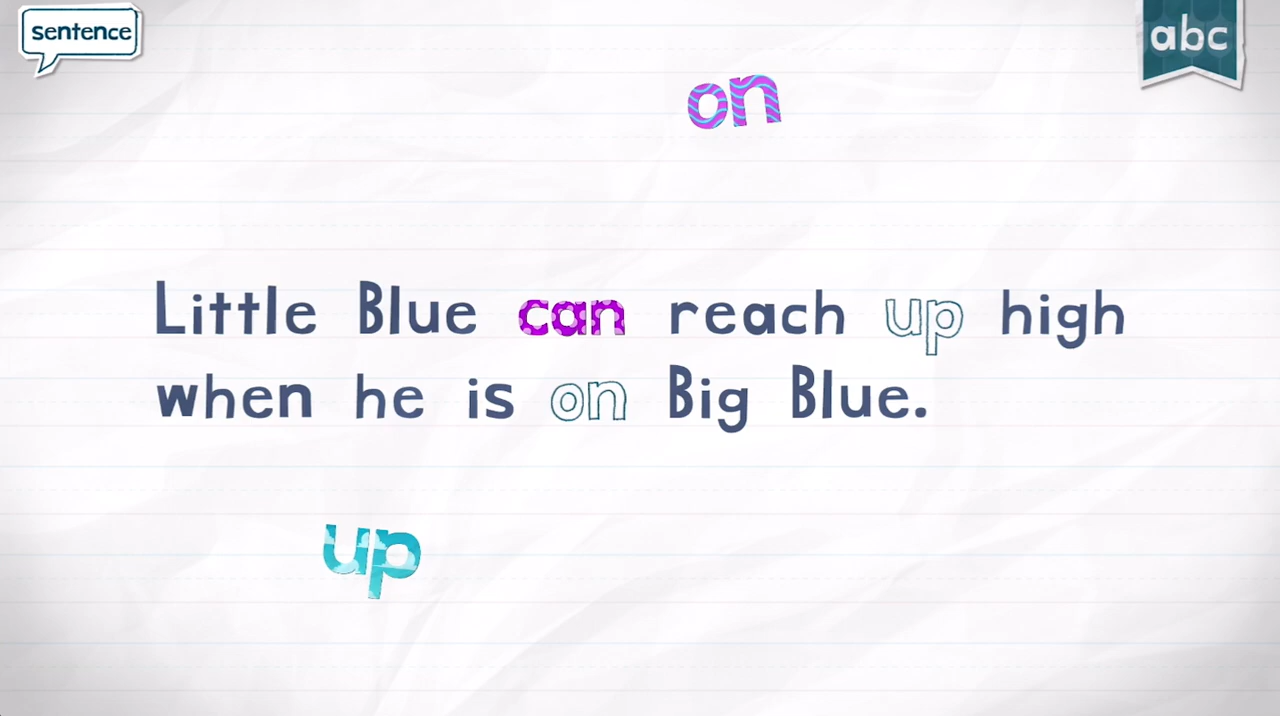 sentence
abc
on
Little Blue can reach up high
when he is on Big Blue.
up